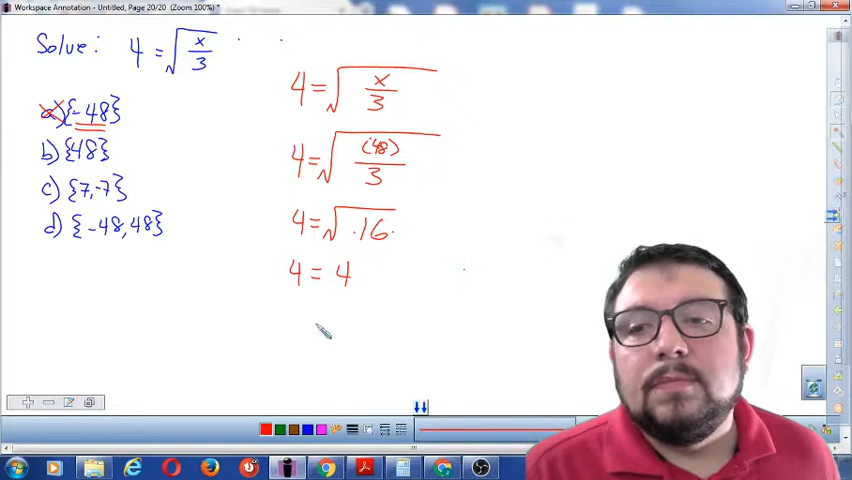 Workspace Annotation - Untitled, Page 20/20 (Zoom 100%) *
Solve: 4 = √(x/3)
a) {-48}
b) {48}
c) {7,-7}
d) {-48,48}
4 = √(x/3)
4 = √((48)/3)
4 = √16
4 = 4